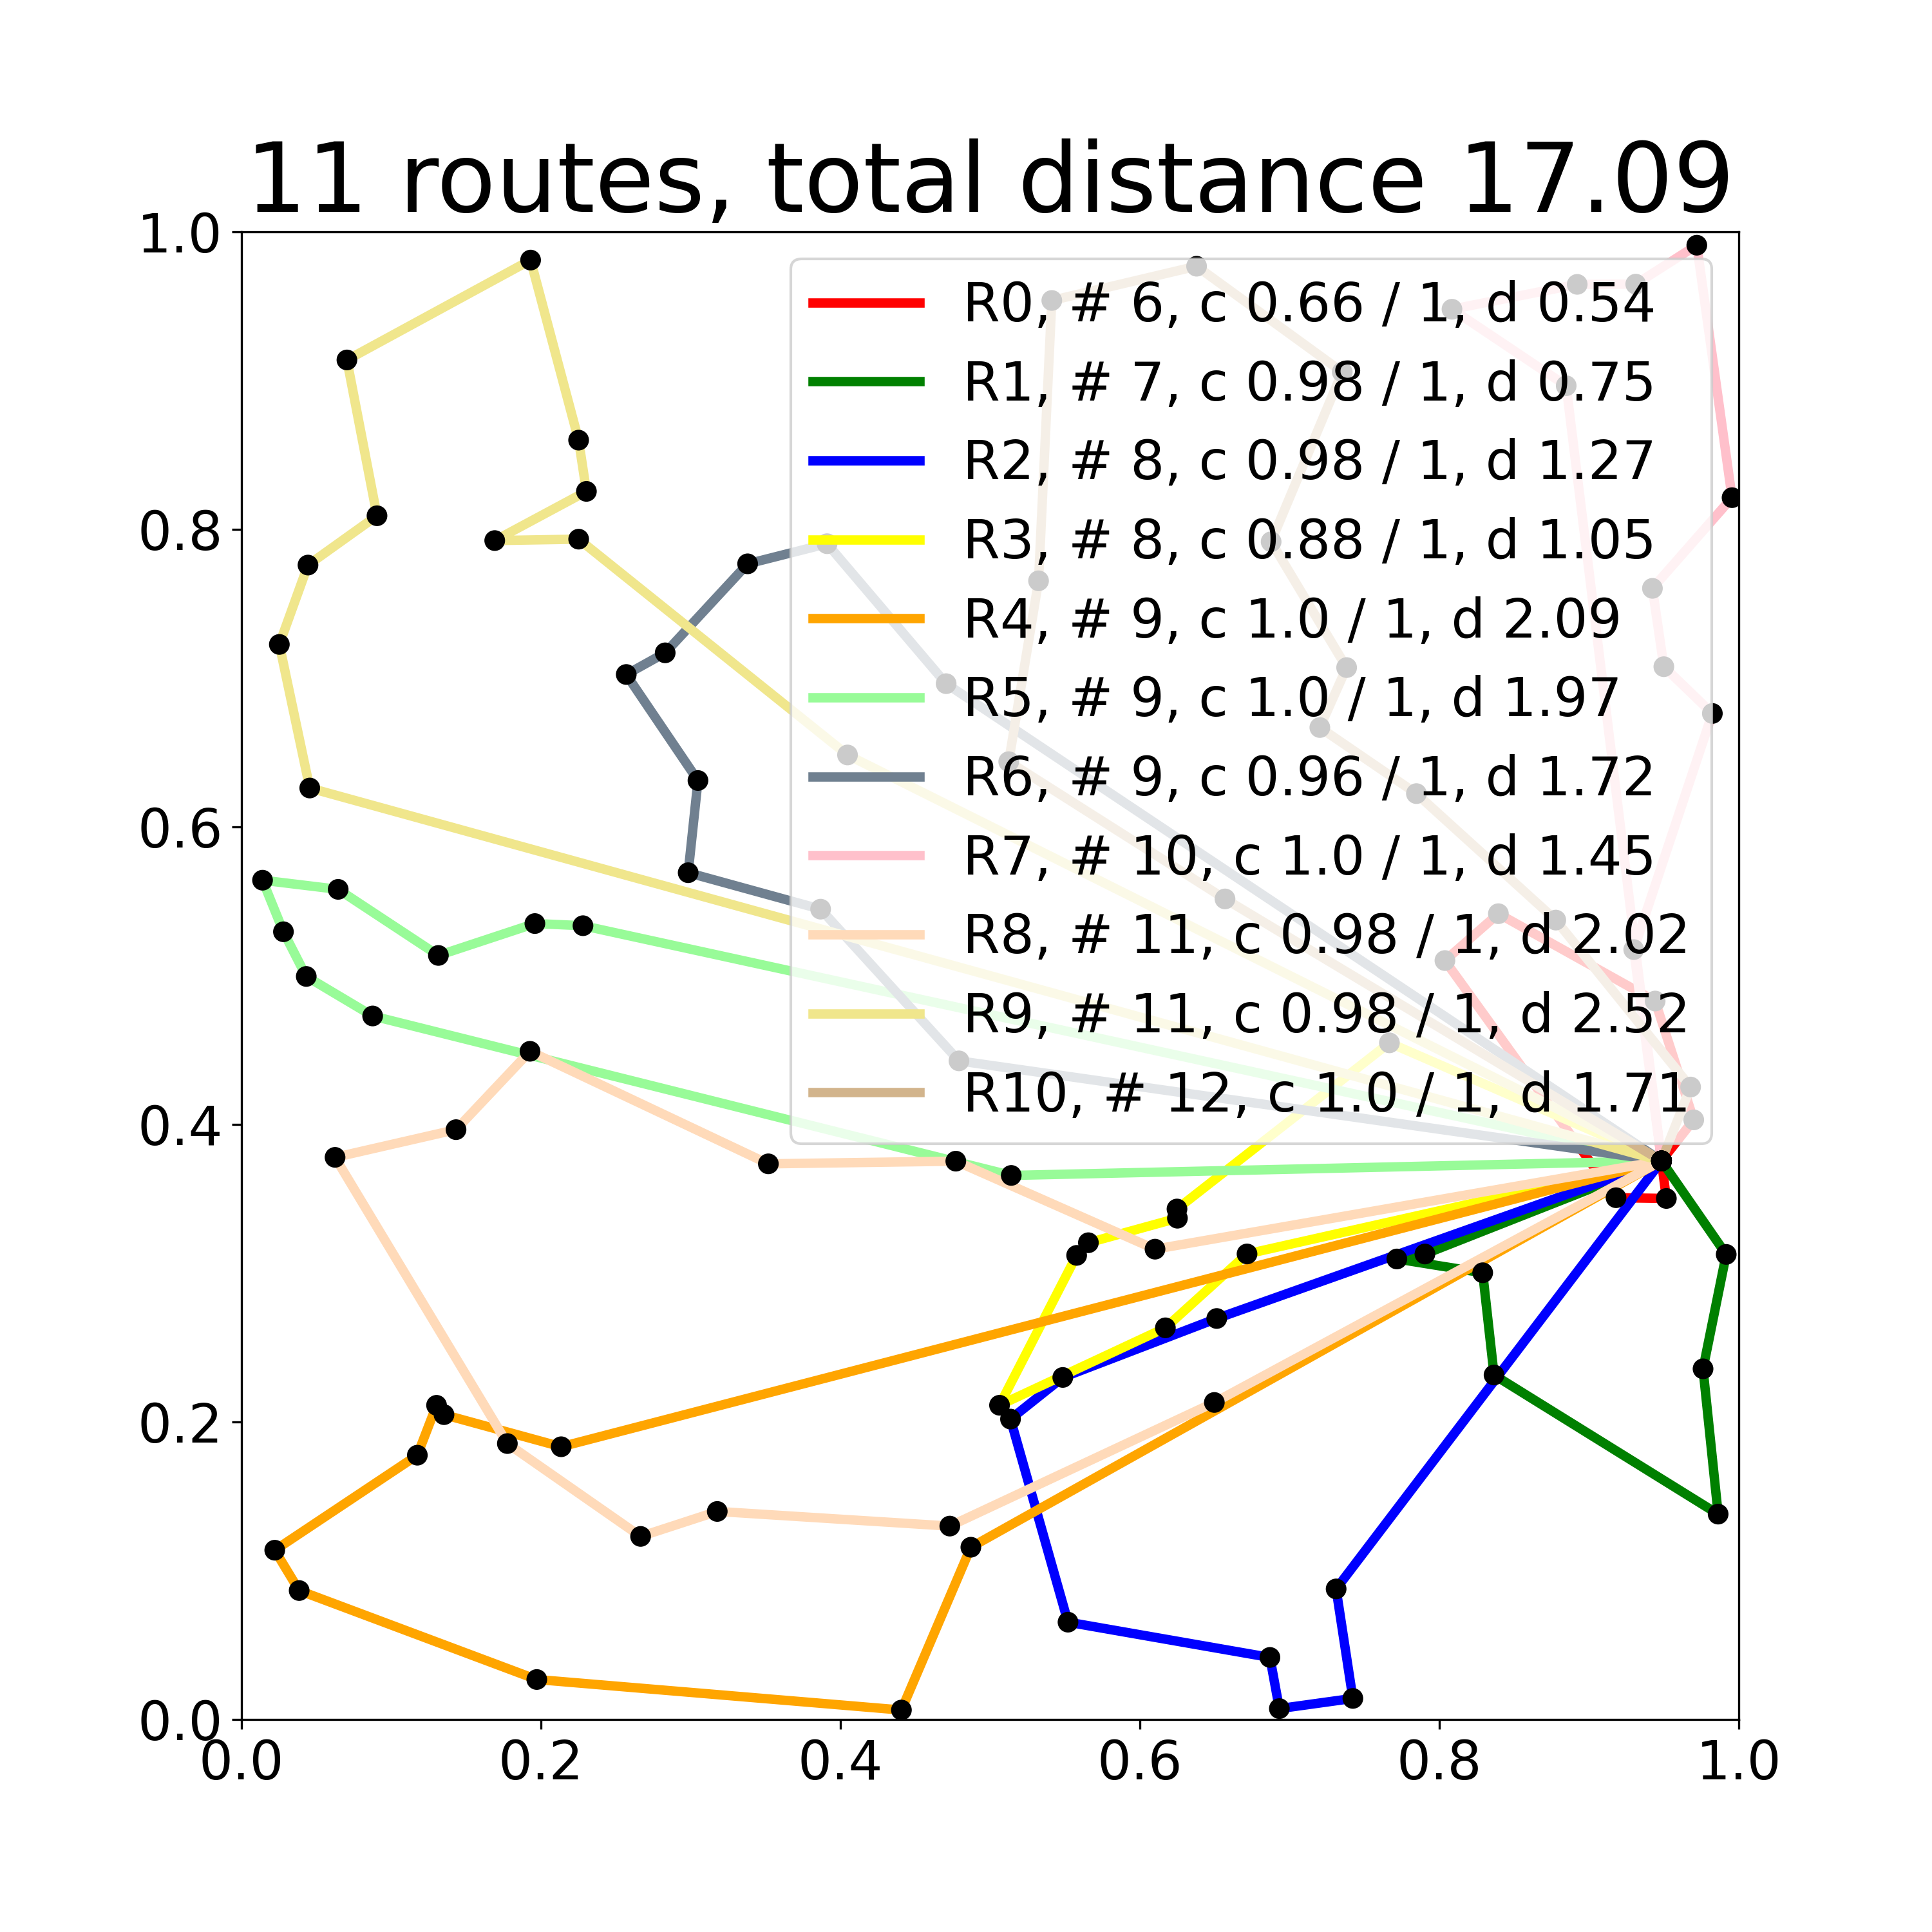 11 routes, total distance 17.09
1.0
0.8
0.6
0.4
0.2
0.0
0.0 0.2 0.4 0.6 0.8 1.0
R0, # 6, c 0.66 / 1, d 0.54
R1, # 7, c 0.98 / 1, d 0.75
R2, # 8, c 0.98 / 1, d 1.27
R3, # 8, c 0.88 / 1, d 1.05
R4, # 9, c 1.0 / 1, d 2.09
R5, # 9, c 1.0 / 1, d 1.97
R6, # 9, c 0.96 / 1, d 1.72
R7, # 10, c 1.0 / 1, d 1.45
R8, # 11, c 0.98 / 1, d 2.02
R9, # 11, c 0.98 / 1, d 2.52
R10, # 12, c 1.0 / 1, d 1.71